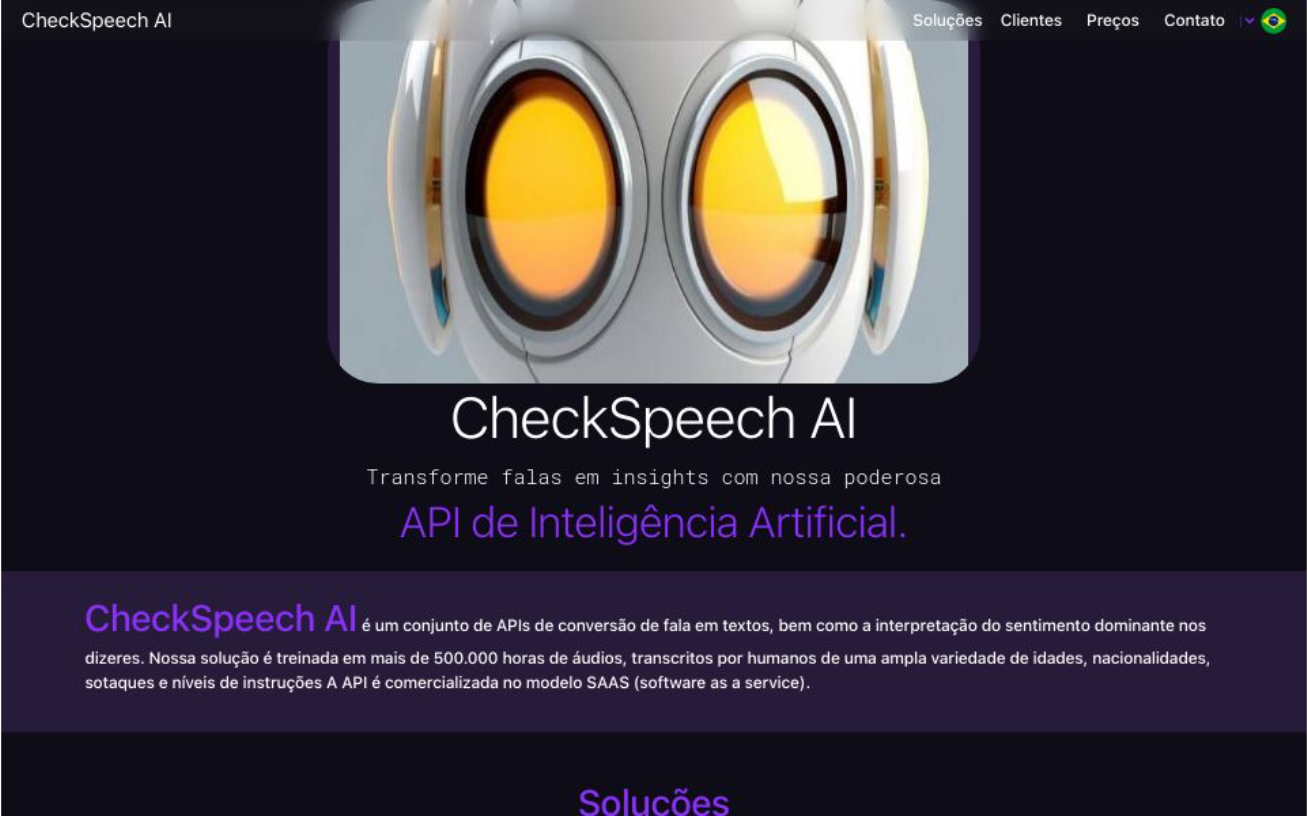 CheckSpeech AI
Soluções Clientes Preços Contato
CheckSpeech AI
Transforme falas em insights com nossa poderosa
API de Inteligência Artificial.
CheckSpeech AI é um conjunto de APIs de conversão de fala em textos, bem como a interpretação do sentimento dominante nos
dizeres. Nossa solução é treinada em mais de 500.000 horas de áudios, transcritos por humanos de uma ampla variedade de idades, nacionalidades,
sotaques e níveis de instruções A API é comercializada no modelo SAAS (software as a service).
Soluções